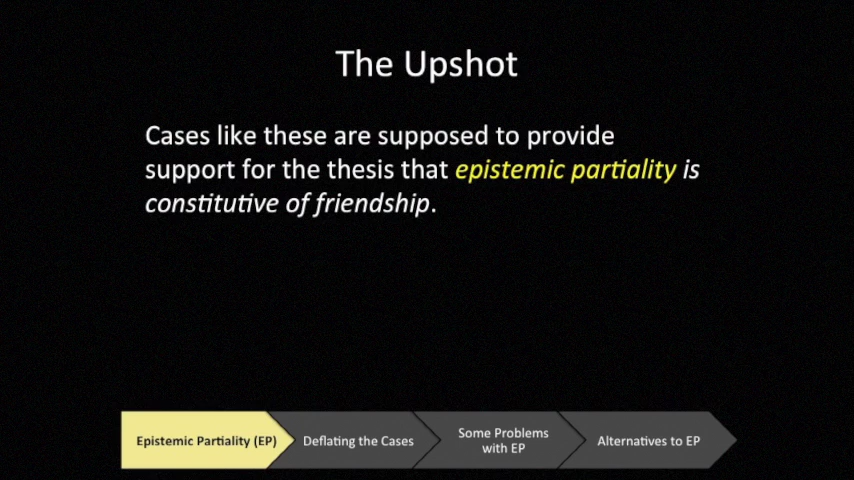 The Upshot
Cases like these are supposed to provide
support for the thesis that epistemic partiality is
constitutive of friendship.
Epistemic Partiality (EP)
Deflating the Cases
Some Problems
with EP
Alternatives to EP